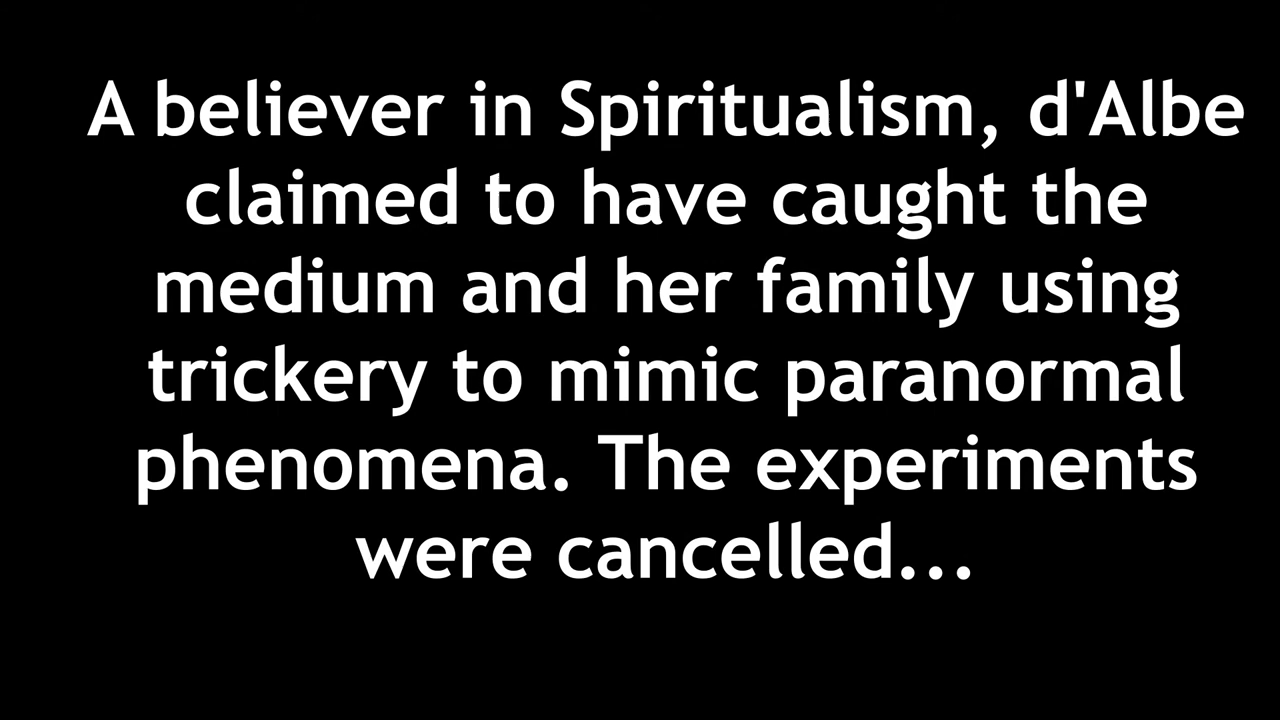 A believer in Spiritualism, d'Albe
claimed to have caught the
medium and her family using
trickery to mimic paranormal
phenomena. The experiments
were cancelled...